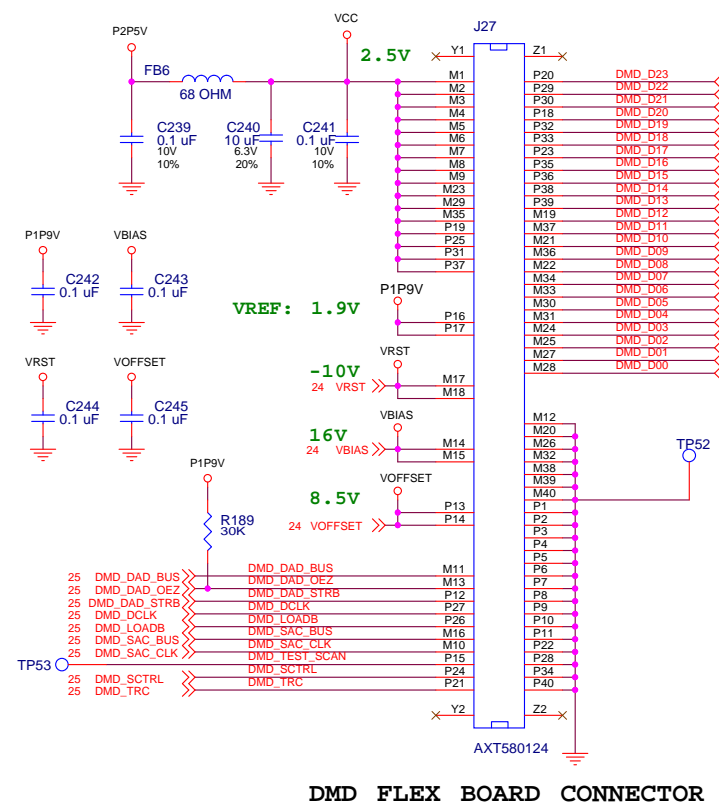 P2P5V
VCC
2.5V
FB6
68 OHM
C239
0.1 uF
10V
10%
C240
10 uF
6.3V
20%
C241
0.1 uF
10V
10%
P1P9V
C242
0.1 uF
VBIAS
C243
0.1 uF
VRST
C244
0.1 uF
VOFFSET
C245
0.1 uF
J27
Y1 Z1
M1 P20 DMD_D23
M2 P29 DMD_D22
M3 P30 DMD_D21
M4 P18 DMD_D20
M5 P32 DMD_D19
M6 P33 DMD_D18
M7 P23 DMD_D17
M8 P35 DMD_D16
M9 P36 DMD_D15
M23 P38 DMD_D14
M29 P39 DMD_D13
M35 M19 DMD_D12
P19 M37 DMD_D11
P25 M21 DMD_D10
P31 M36 DMD_D09
P37 M22 DMD_D08
M34 DMD_D07
P1P9V
M33 DMD_D06
VREF: 1.9V
M30 DMD_D05
P16 M31 DMD_D04
P17 M24 DMD_D03
M25 DMD_D02
VRST
M27 DMD_D01
-10V
M28 DMD_D00
24 VRST M17
M18
VBIAS
M12
16V
M20
24 VBIAS M14 M26
M15 M32
M38
VOFFSET
M39
8.5V
M40
TP52
P13 P1
24 VOFFSET P14 P2
P3
P4
P1P9V
R189
30K
P5
25 DMD_DAD_BUS DMD_DAD_BUS M11 P6
25 DMD_DAD_OEZ DMD_DAD_OEZ M13 P7
25 DMD_DAD_STRB DMD_DAD_STRB P12 P8
25 DMD_DCLK DMD_DCLK P27 P9
25 DMD_LOADB DMD_LOADB P26 P10
25 DMD_SAC_BUS DMD_SAC_BUS M16 P11
25 DMD_SAC_CLK DMD_SAC_CLK M10 P22
TP53 DMD_TEST_SCAN P15 P28
25 DMD_SCTRL DMD_SCTRL P24 P34
25 DMD_TRC DMD_TRC P21 P40
Y2 Z2
AXT580124
DMD FLEX BOARD CONNECTOR